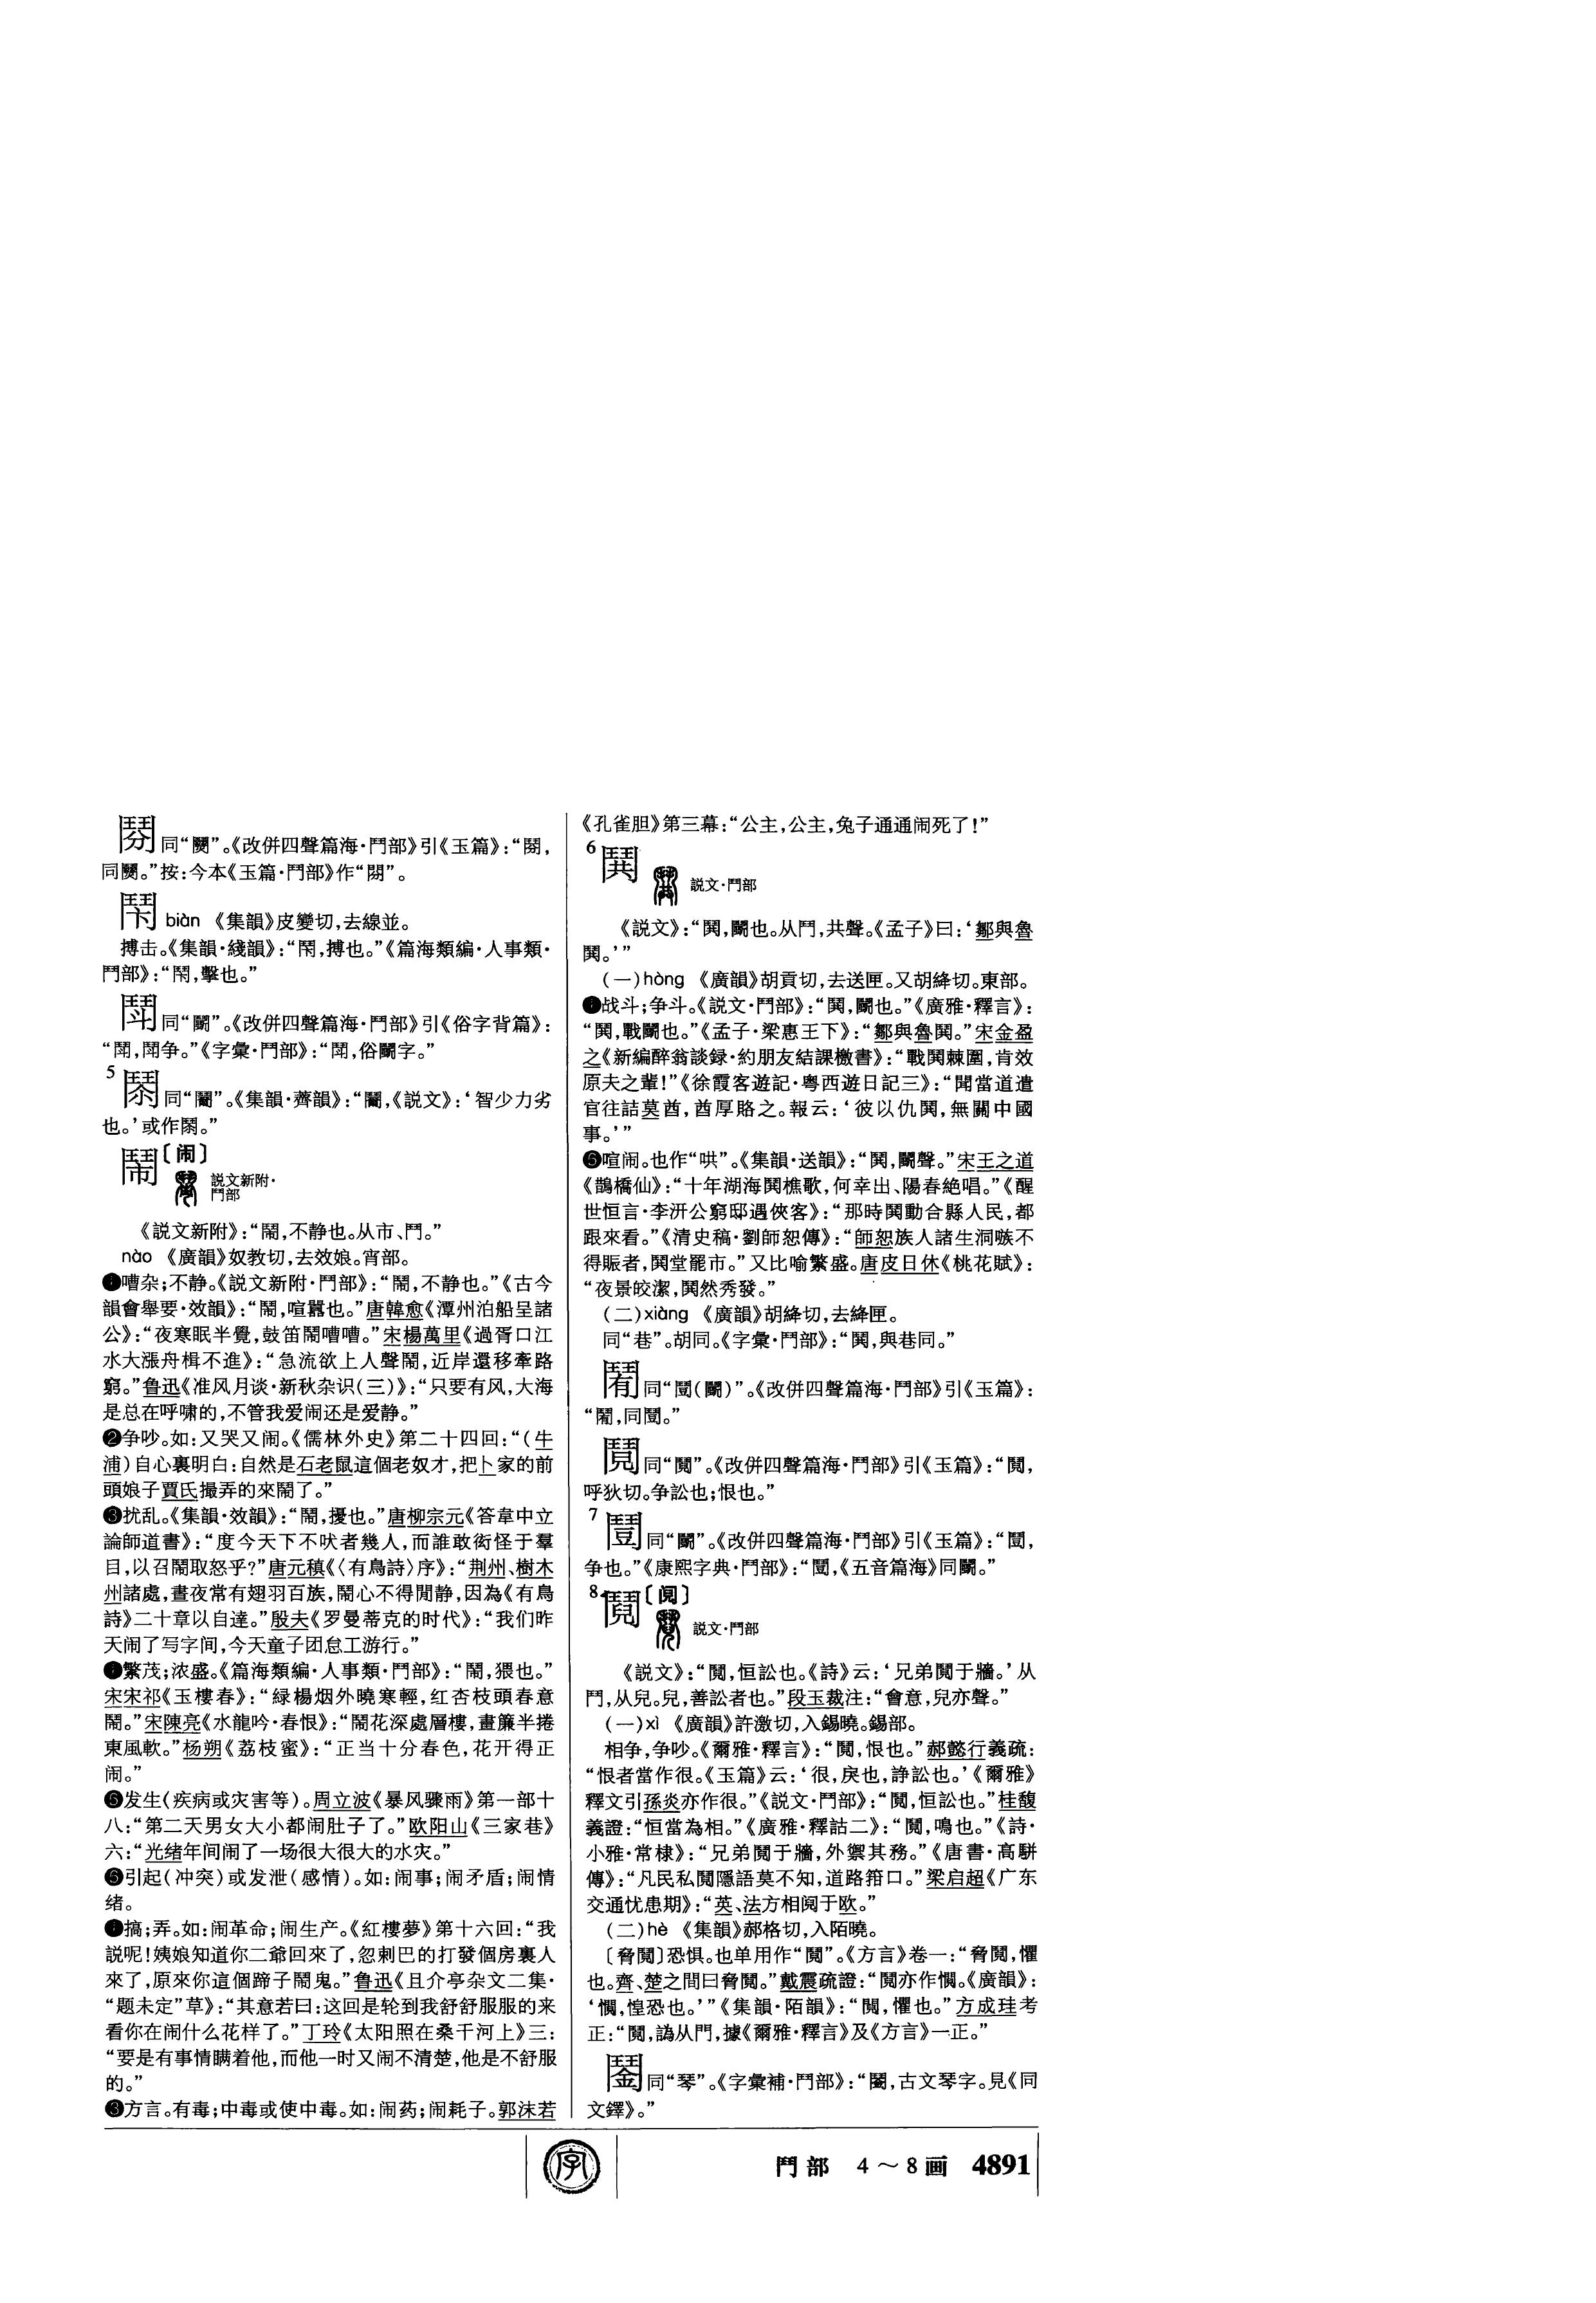 同“鬮”。《改併四聲篇海·鬥部》引《玉篇》：“
同鬮。”按：今本《玉篇·鬥部》作“
biàn 《集韻》皮變切，去線並。
搏击。《集韻·綫韻》：“搏也。”《篇海類編·人事類·
鬥部》：“擊也。”
同“鬭”。《改併四聲篇海·鬥部》引《俗字背篇》：
“争。”《字彙·鬥部》：“俗鬭字。”
5
《集韻·薺韻》：“《説文》：‘智少力劣
也。’或作
鬧〔闹〕
説文新附·
鬥部
《説文新附》：“鬧，不静也。从市、鬥。”
nào 《廣韻》奴教切，去效娘。宵部。
❶嘈杂；不静。《説文新附·鬥部》：“鬧，不静也。”《古今
韻會舉要·效韻》：“鬧，喧囂也。”唐韓愈《潭州泊船呈諸
公》：“夜寒眠半覺，鼓笛鬧嘈嘈。”宋楊萬里《過胥口江
水大漲舟楫不進》：“急流欲上人聲鬧，近岸還移牽路
窮。”鲁迅《准风月谈·新秋杂识（三）》：“只要有风，大海
是总在呼啸的，不管我爱闹还是爱静。”
❷争吵。如：又哭又闹。《儒林外史》第二十四回：“（牛
浦）自心裏明白：自然是石老鼠這個老奴才，把卜家的前
頭娘子賈氏撮弄的來鬧了。”
❸扰乱。《集韻·效韻》：“鬧，擾也。”唐柳宗元《答韋中立
論師道書》：“度今天下不吠者幾人，而誰敢衒怪于羣
目，以召鬧取怒乎？”唐元稹《〈有鳥詩〉序》：“荆州、樹木
州諸處，晝夜常有翅羽百族，鬧心不得閒静，因為《有鳥
詩》二十章以自達。”殷夫《罗曼蒂克的时代》：“我们昨
天闹了写字间，今天童子团怠工游行。”
❹繁茂；浓盛。《篇海類編·人事類·鬥部》：“鬧，猥也。”
宋宋祁《玉樓春》：“緑楊烟外曉寒輕，红杏枝頭春意
鬧。”宋陳亮《水龍吟·春恨》：“鬧花深處層樓，畫簾半捲
東風軟。”杨朔《荔枝蜜》：“正当十分春色，花开得正
闹。”
❺发生（疾病或灾害等）。周立波《暴风骤雨》第一部十
八：“第二天男女大小都闹肚子了。”欧阳山《三家巷》
六：“光绪年间闹了一场很大很大的水灾。”
❻引起（冲突）或发泄（感情）。如：闹事；闹矛盾；闹情
绪。
❼搞；弄。如：闹革命；闹生产。《紅樓夢》第十六回：“我
説呢！姨娘知道你二爺回來了，忽剌巴的打發個房裏人
來了，原來你這個蹄子鬧鬼。”鲁迅《且介亭杂文二集·
“题未定”草》：“其意若曰：这回是轮到我舒舒服服的来
看你在闹什么花样了。”丁玲《太阳照在桑干河上》三：
“要是有事情瞒着他，而他一时又闹不清楚，他是不舒服
的。”
❽方言。有毒；中毒或使中毒。如：闹药；闹耗子。郭沫若
《孔雀胆》第三幕：“公主，公主，兔子通通闹死了！”
6
鬨
説文·鬥部
《説文》：“鬨，鬭也。从鬥，共聲。《孟子》曰：‘鄒與魯
鬨。’”
（一）hòng 《廣韻》胡貢切，去送匣。又胡絳切。東部。
❶战斗；争斗。《説文·鬥部》：“鬨，鬭也。”《廣雅·釋言》：
“鬨，戰鬭也。”《孟子·梁惠王下》：“鄒與魯鬨。”宋金盈
之《新編醉翁談録·約朋友結課檄書》：“戰鬨棘圍，肯效
原夫之輩！”《徐霞客遊記·粤西遊日記三》：“聞當道遣
官往詰莫酋，酋厚賂之。報云：‘彼以仇鬨，無關中國
事。’”
❷喧闹。也作“哄”。《集韻·送韻》：“鬨，鬭聲。”宋王之道
《鵲橋仙》：“十年湖海鬨樵歌，何幸出、陽春絶唱。”《醒
世恒言·李汧公窮邸遇俠客》：“那時鬨動合縣人民，都
跟來看。”《清史稿·劉師恕傳》：“師恕族人諸生洞嗾不
得賑者，鬨堂罷市。”又比喻繁盛。唐皮日休《桃花賦》：
“夜景皎潔，鬨然秀發。”
（二）xiàng 《廣韻》胡絳切，去絳匣。
同“巷”。胡同。《字彙·鬥部》：“鬨，與巷同。”
（鬭）”。《改併四聲篇海·鬥部》引《玉篇》：
同“鬩”。《改併四聲篇海·鬥部》引《玉篇》：“
呼狄切。争訟也；恨也。”
7
同“鬭”。《改併四聲篇海·鬥部》引《玉篇》：“
争也。”《康熙字典·鬥部》：“《五音篇海》同鬭。”
8
鬩〔阋〕
説文·鬥部
《説文》：“鬩，恒訟也。《詩》云：‘兄弟鬩于牆。’从
鬥，从兒。兒，善訟者也。”段玉裁注：“會意，兒亦聲。”
（一）xì 《廣韻》許激切，入錫曉。錫部。
相争，争吵。《爾雅·釋言》：“鬩，恨也。”郝懿行義疏：
“恨者當作很。《玉篇》云：‘很，戾也，諍訟也。’《爾雅》
釋文引孫炎亦作很。”《説文·鬥部》：“鬩，恒訟也。”桂馥
義證：“恒當為相。”《廣雅·釋詁二》：“鬩，鳴也。”《詩·
小雅·常棣》：“兄弟鬩于牆，外禦其務。”《唐書·高駢
傳》：“凡民私鬩隱語莫不知，道路箝口。”梁启超《广东
交通忧患期》：“英、法方相阋于欧。”
（二）hè 《集韻》郝格切，入陌曉。
〔脅鬩〕恐惧。也单用作“鬩”。《方言》卷一：“脅鬩，懼
也。齊、楚之間曰脅鬩。”戴震疏證：“鬩亦作
《廣韻》：
惶恐也。’”《集韻·陌韻》：“鬩，懼也。”方成珪考
正：“鬩，譌从門，據《爾雅·釋言》及《方言》一正。”
同“琴”。《字彙補·鬥部》：“古文琴字。見《同
文鐸》。”
字
鬥部 4～8画 4891